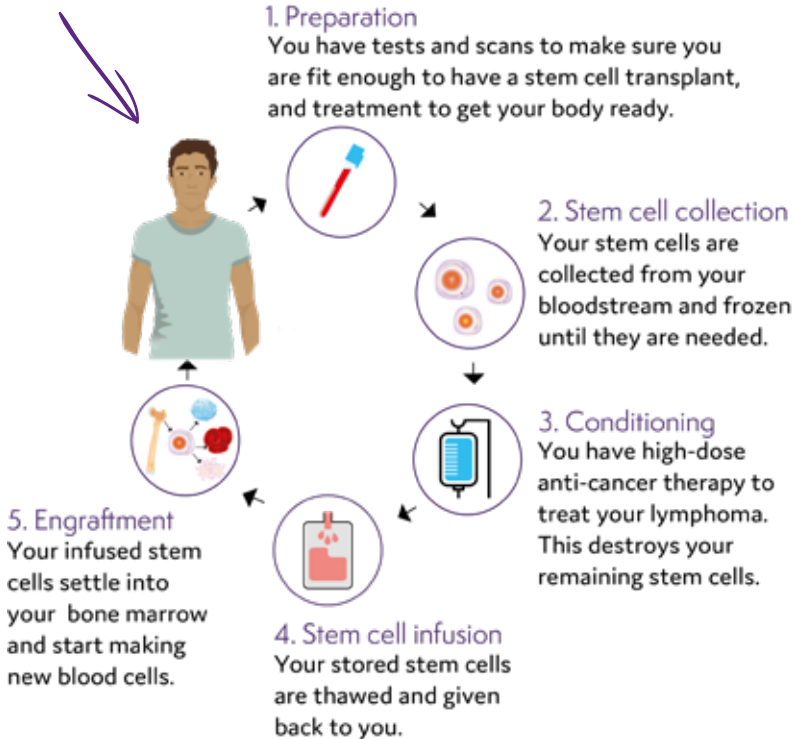 1. Preparation
You have tests and scans to make sure you
are fit enough to have a stem cell transplant,
and treatment to get your body ready.
2. Stem cell collection
Your stem cells are
collected from your
bloodstream and frozen
until they are needed.
3. Conditioning
You have high-dose
anti-cancer therapy to
treat your lymphoma.
This destroys your
remaining stem cells.
4. Stem cell infusion
Your stored stem cells
are thawed and given
back to you.
5. Engraftment
Your infused stem
cells settle into
your bone marrow
and start making
new blood cells.